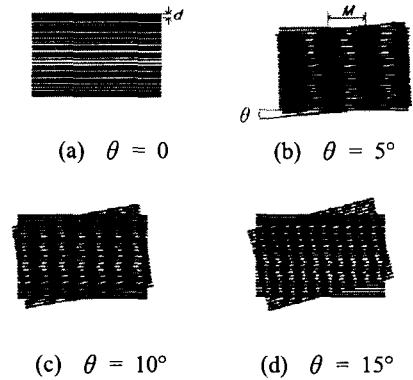 d
M
θ
(a) θ = 0
(b) θ = 5°
(c) θ = 10°
(d) θ = 15°